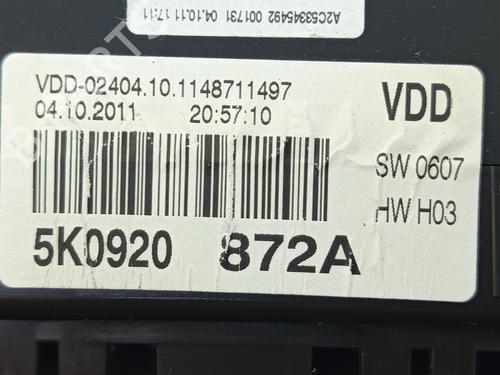 A2C53345492 001731 04.10.11 17:11
VDD-02404.10.1148711497
04.10.2011 20:57:10
VDD
SW 0607
HW H03
5K0920 872A